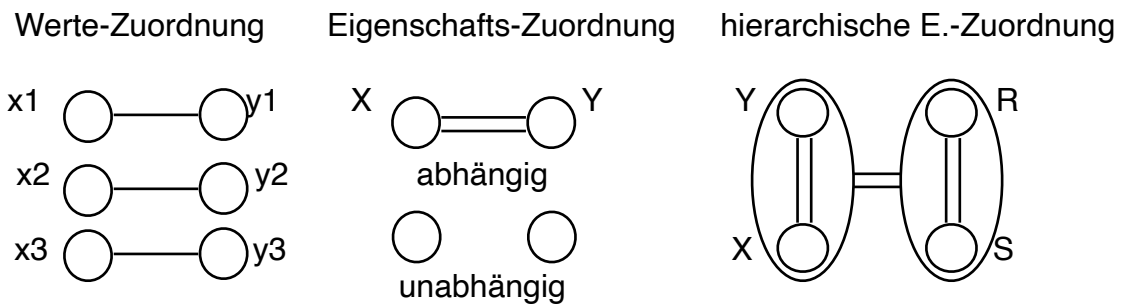 Werte-Zuordnung
Eigenschafts-Zuordnung
hierarchische E.-Zuordnung
x1 y1
x2 y2
x3 y3
X Y
abhängig
unabhängig
Y R
X S